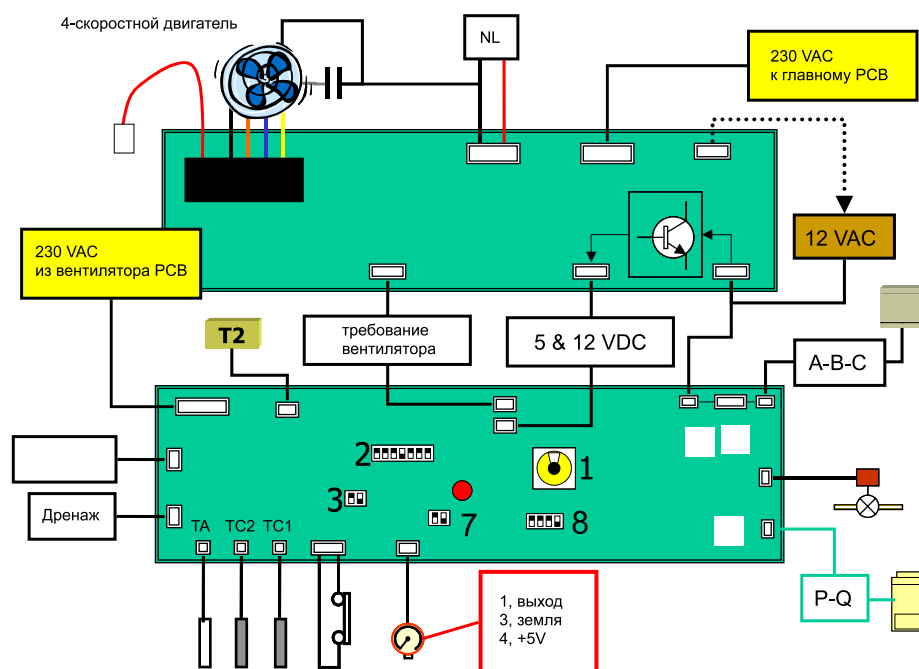 4-скоростной двигатель
NL
230 VAC
к главному PCB
12 VAC
230 VAC
из вентилятора PCB
T2
требование
вентилятора
5 & 12 VDC
A-B-C
2
1
3
7
8
Дренаж
TA
TC2
TC1
1, выход
3, земля
4, +5V
P-Q